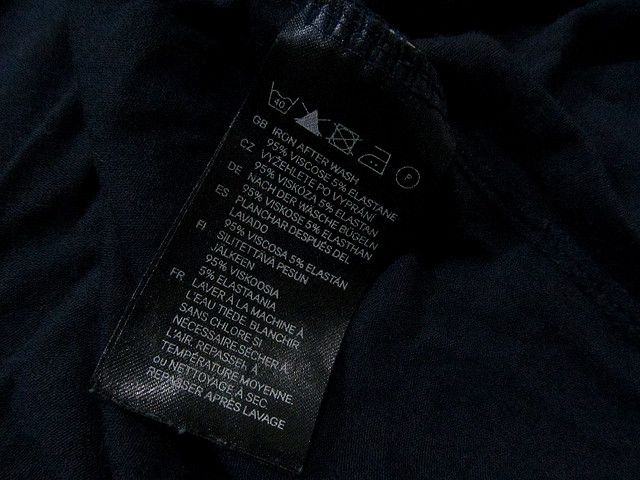 40 P
GB IRON AFTER WASH
95% VISCOSE 5% ELASTANE
CZ VYŽEHLETE PO VYPRÁNÍ
95% VISKÓZA 5% ELASTAN
DE NACH DER WÄSCHE BÜGELN
95% VISKOSE 5% ELASTHAN
ES PLANCHAR DESPUÉS DEL
LAVADO
95% VISCOSA 5% ELASTÁN
FI SILITETTÄVÄ PESUN
JÄLKEEN
95% VISKOOSIA
5% ELASTAANIA
FR LAVER À LA MACHINE À
L'EAU TIÈDE. BLANCHIR
SANS CHLORE SI
NÉCESSAIRE.SÉCHER À
L'AIR. REPASSER À
TEMPÉRATURE MOYENNE.
OU NETTOYAGE À SEC.
REPASSER APRÈS LAVAGE